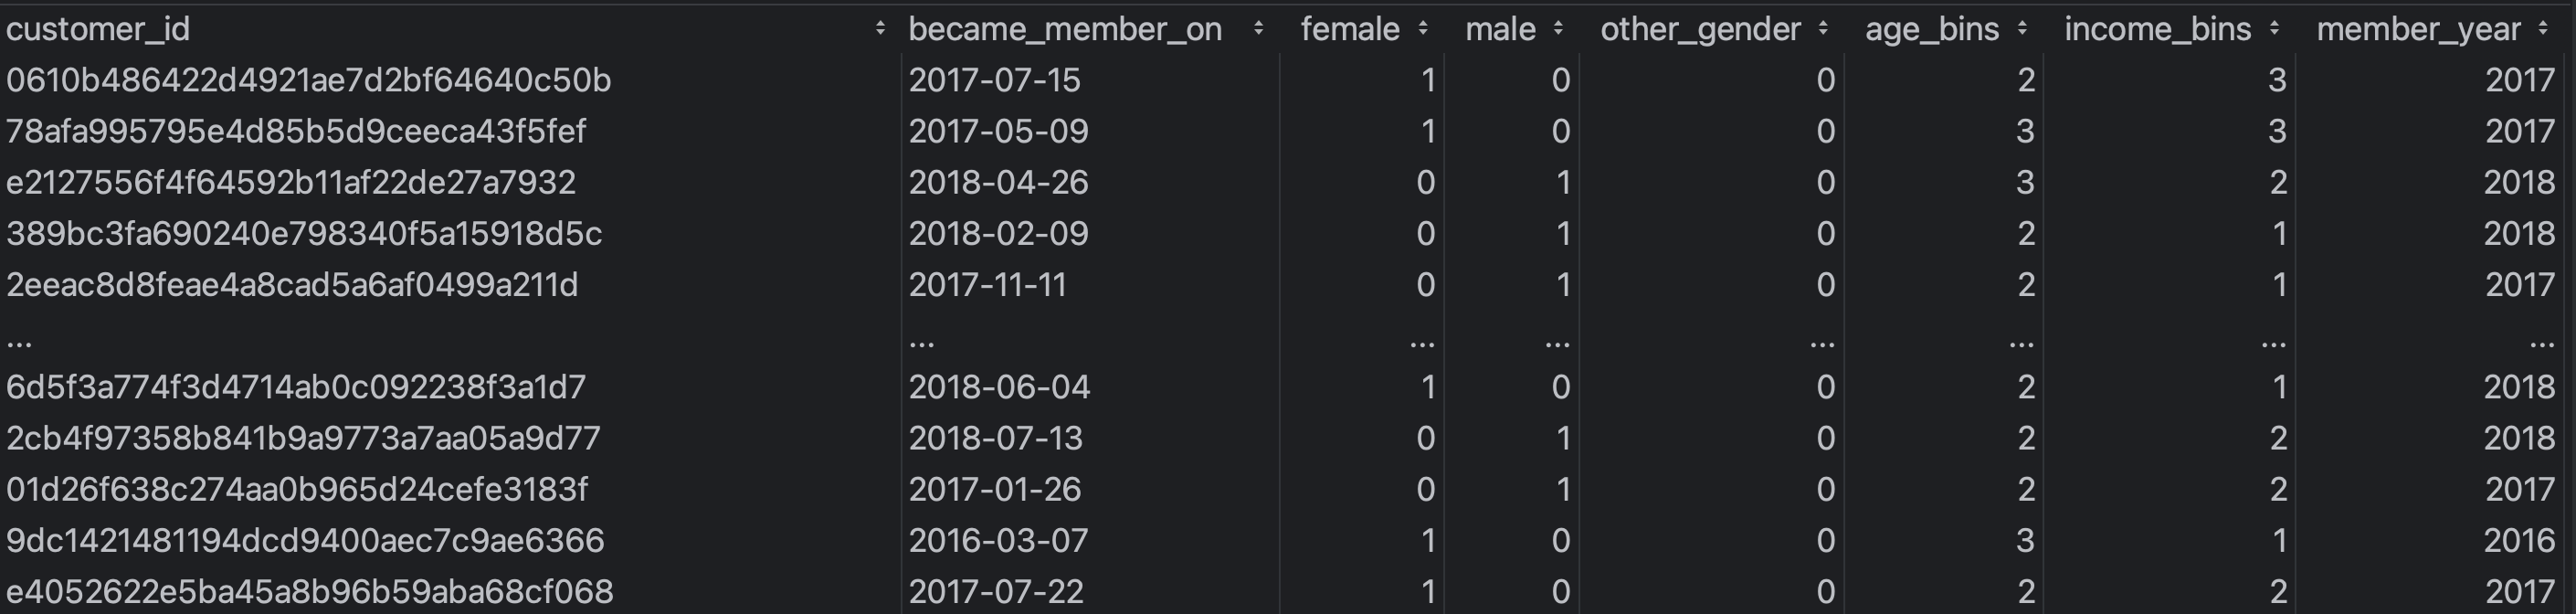 customer_id became_member_on female male other_gender age_bins income_bins member_year
0610b486422d4921ae7d2bf64640c50b 2017-07-15 1 0 0 2 3 2017
78afa995795e4d85b5d9ceeca43f5fef 2017-05-09 1 0 0 3 3 2017
e2127556f4f64592b11af22de27a7932 2018-04-26 0 1 0 3 2 2018
389bc3fa690240e798340f5a15918d5c 2018-02-09 0 1 0 2 1 2018
2eeac8d8feae4a8cad5a6af0499a211d 2017-11-11 0 1 0 2 1 2017
... ... ... ... ... ... ... ...
6d5f3a774f3d4714ab0c092238f3a1d7 2018-06-04 1 0 0 2 1 2018
2cb4f97358b841b9a9773a7aa05a9d77 2018-07-13 0 1 0 2 2 2018
01d26f638c274aa0b965d24cefe3183f 2017-01-26 0 1 0 2 2 2017
9dc1421481194dcd9400aec7c9ae6366 2016-03-07 1 0 0 3 1 2016
e4052622e5ba45a8b96b59aba68cf068 2017-07-22 1 0 0 2 2 2017